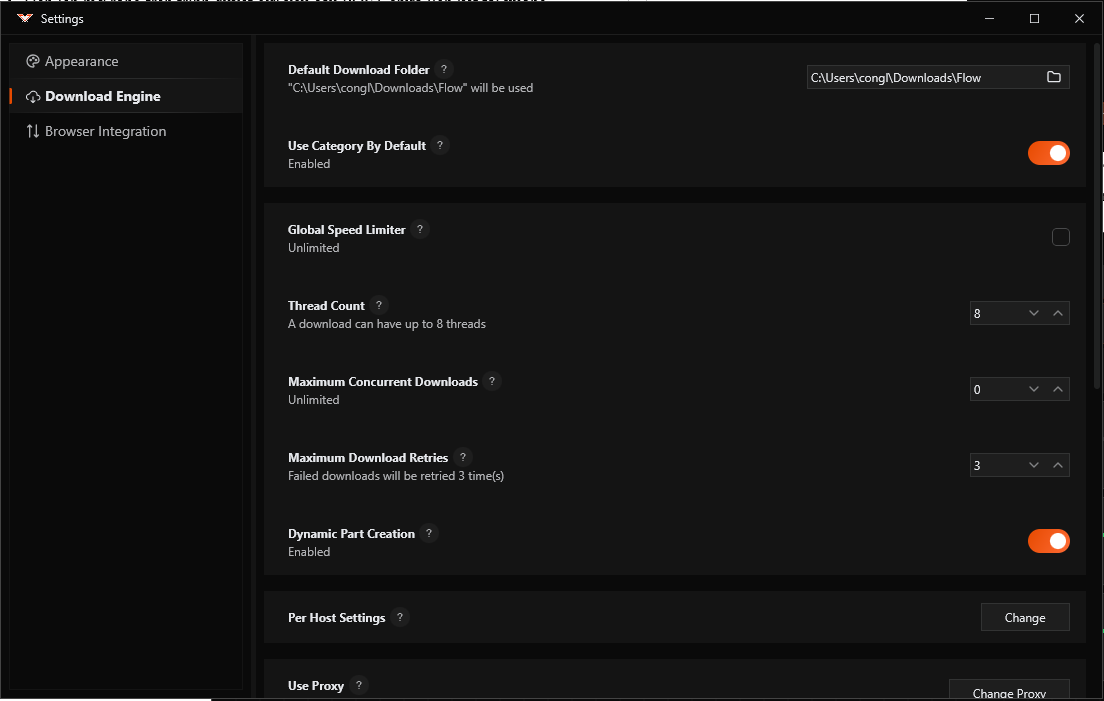 Settings
Appearance
Download Engine
Browser Integration
Default Download Folder ?
"C:\Users\congl\Downloads\Flow" will be used
C:\Users\congl\Downloads\Flow
Use Category By Default ?
Enabled
Global Speed Limiter ?
Unlimited
Thread Count ?
A download can have up to 8 threads
8
Maximum Concurrent Downloads ?
Unlimited
0
Maximum Download Retries ?
Failed downloads will be retried 3 time(s)
3
Dynamic Part Creation ?
Enabled
Per Host Settings ?
Change
Use Proxy ?
Change Proxy